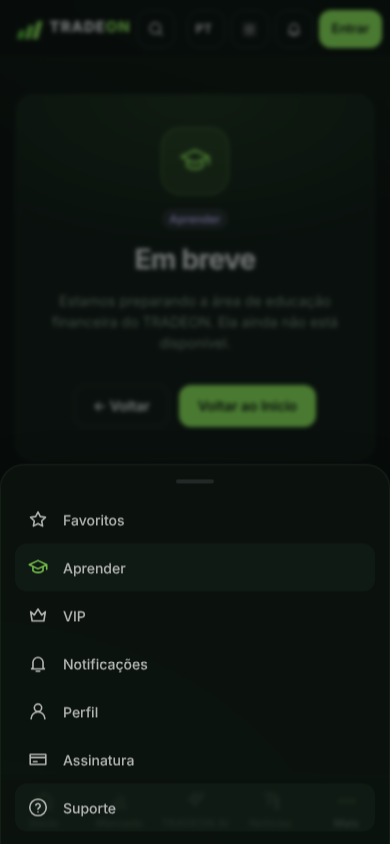 TRADEON
PT
Entrar
Aprender
Em breve
Estamos preparando a área de educação
financeira do TRADEON. Ela ainda não está
disponível.
← Voltar
Voltar ao Início
Favoritos
Aprender
VIP
Notificações
Perfil
Assinatura
Suporte